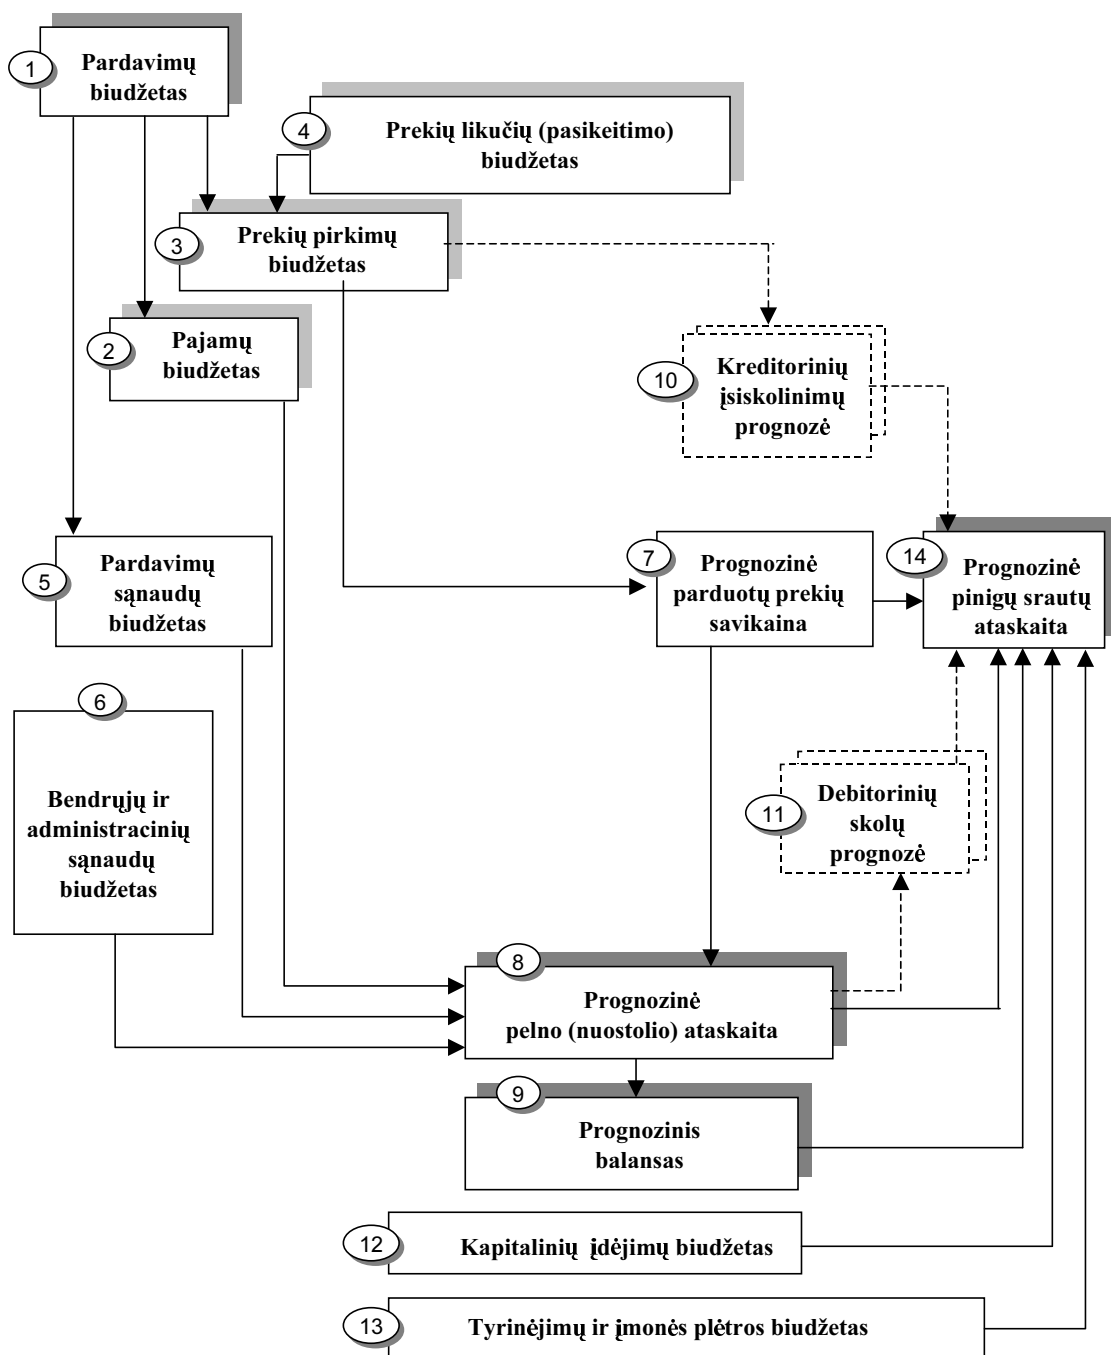 1
Pardavimų
biudžetas
4
Prekių likučių (pasikeitimo)
biudžetas
3
Prekių pirkimų
biudžetas
2
Pajamų
biudžetas
10
Kreditorinių
įsiskolinimų
prognozė
5
Pardavimų
sąnaudų
biudžetas
7
Prognozinė
parduotų prekių
savikaina
14
Prognozinė
pinigų srautų
ataskaita
6
Bendrųjų ir
administracinių
sąnaudų
biudžetas
11
Debitorinių
skolų
prognozė
8
Prognozinė
pelno (nuostolio) ataskaita
9
Prognozinis
balansas
12
Kapitalinių įdėjimų biudžetas
13
Tyrinėjimų ir įmonės plėtros biudžetas